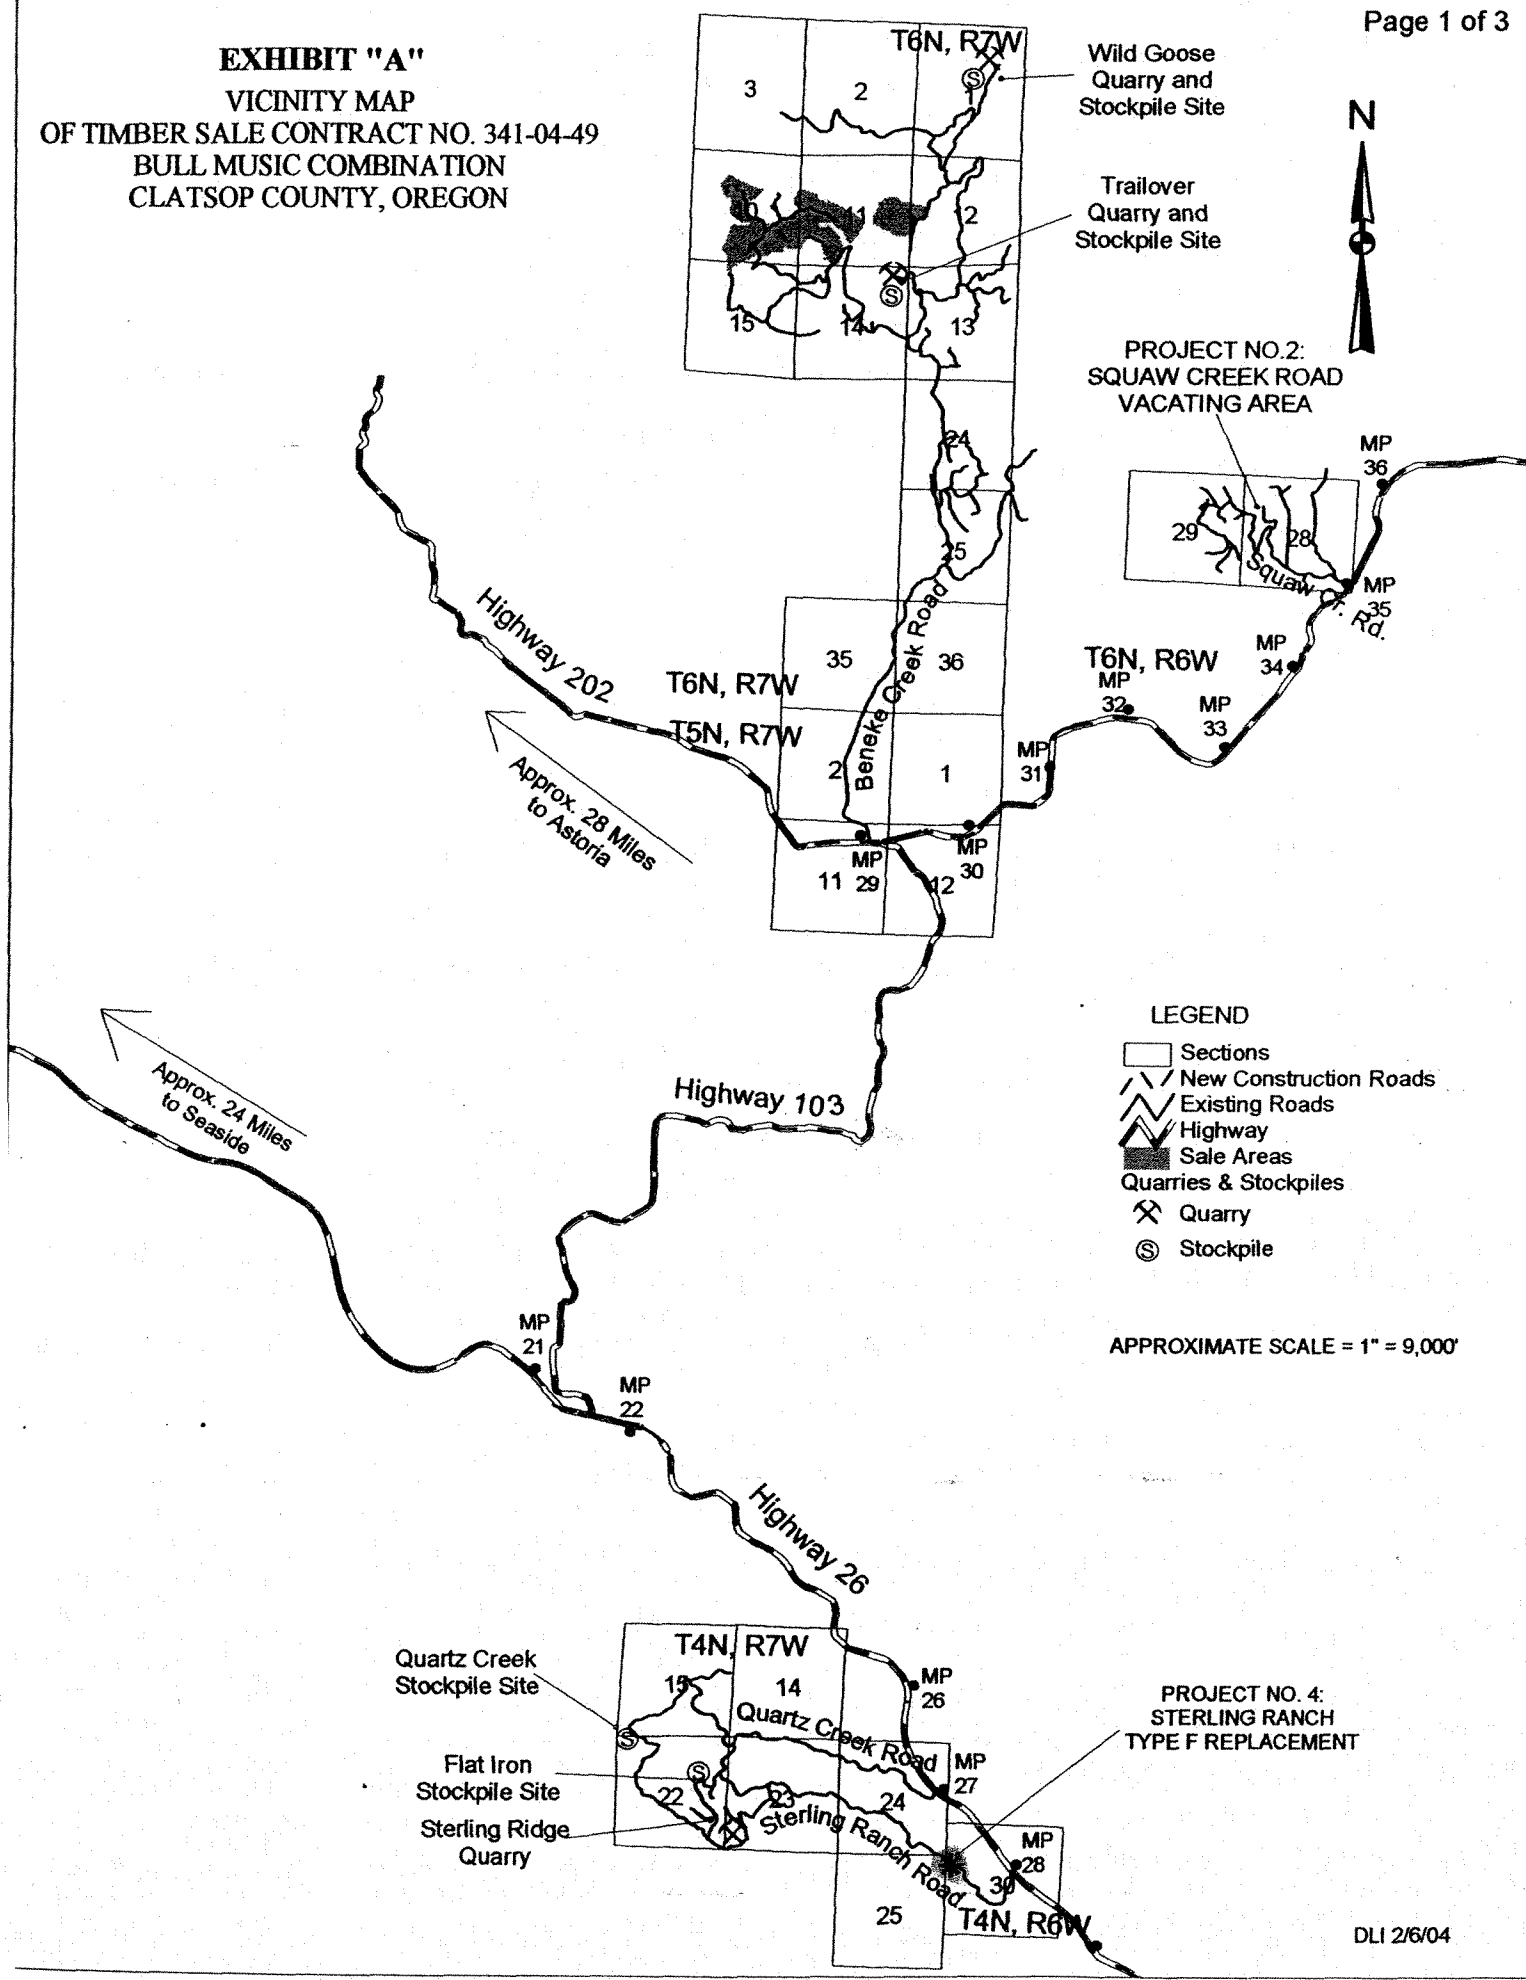 Page 1 of 3
EXHIBIT "A"
VICINITY MAP
OF TIMBER SALE CONTRACT NO. 341-04-49
BULL MUSIC COMBINATION
CLATSOP COUNTY, OREGON
T6N, R7W
Wild Goose
Quarry and
Stockpile Site
3
2
1
S
N
Trailover
Quarry and
Stockpile Site
10
11
12
S
15
14
13
PROJECT NO.2:
SQUAW CREEK ROAD
VACATING AREA
24
MP
36
29
28
25
Squaw Cr. Rd.
MP
35
Highway 202
Beneke Creek Road
35
36
T6N, R7W
T5N, R7W
T6N, R6W
MP
34
MP
32
MP
33
MP
31
2
1
Approx. 28 Miles
to Astoria
MP
29
MP
30
11
12
LEGEND
Sections
New Construction Roads
Existing Roads
Highway
Sale Areas
Quarries & Stockpiles
Quarry
S Stockpile
Approx. 24 Miles
to Seaside
Highway 103
APPROXIMATE SCALE = 1" = 9,000'
MP
21
MP
22
Highway 26
T4N, R7W
Quartz Creek
Stockpile Site
15
14
S
Quartz Creek Road
MP
26
PROJECT NO. 4:
STERLING RANCH
TYPE F REPLACEMENT
Flat Iron
Stockpile Site
S
MP
27
22
23
24
Sterling Ranch Road
Sterling Ridge
Quarry
MP
28
30
25
T4N, R6W
DLI 2/6/04